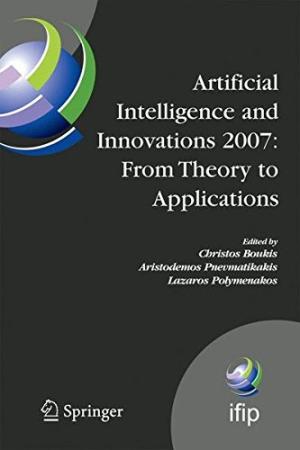 Artificial
Intelligence and
Innovations 2007:
From Theory to
Applications
Edited by
Christos Boukis
Aristodemos Pnevmatikakis
Lazaros Polymenakos
Springer
ifip